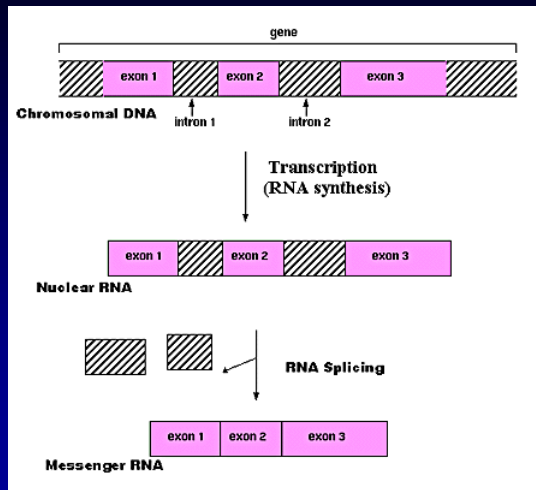 gene
exon 1 exon 2 exon 3
Chromosomal DNA
intron 1 intron 2
Transcription
(RNA synthesis)
exon 1 exon 2 exon 3
Nuclear RNA
RNA Splicing
exon 1 exon 2 exon 3
Messenger RNA